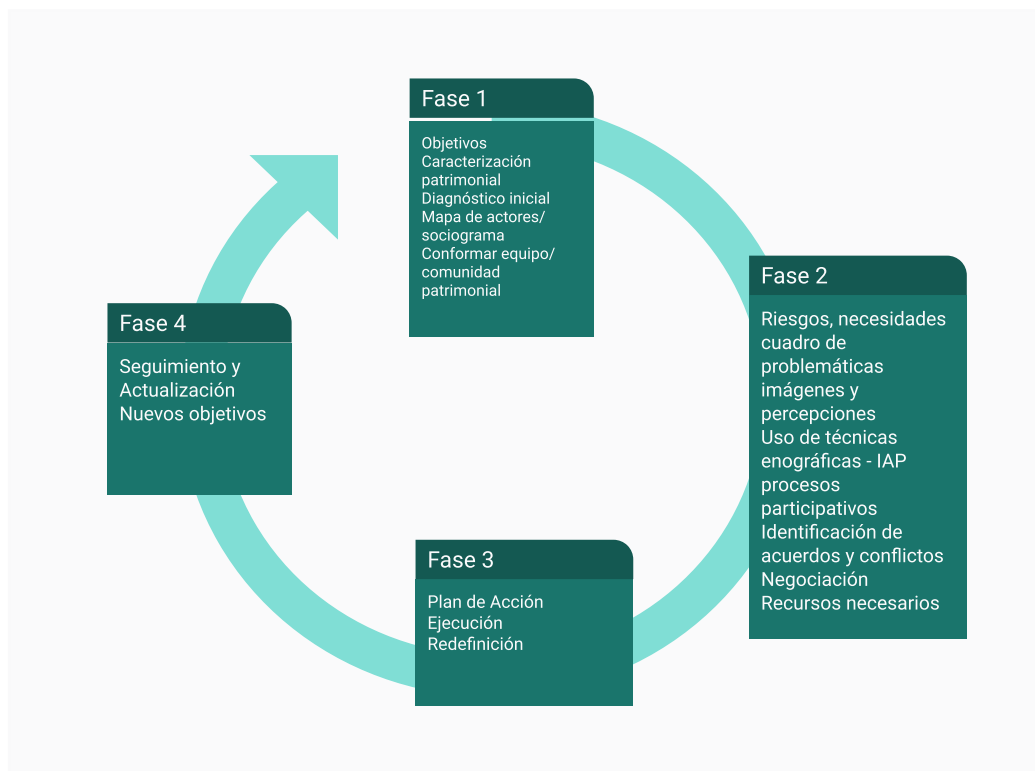 Fase 1
Objetivos
Caracterización
patrimonial
Diagnóstico inicial
Mapa de actores/
sociograma
Conformar equipo/
comunidad
patrimonial
Fase 2
Riesgos, necesidades
cuadro de
problemáticas
imágenes y
percepciones
Uso de técnicas
enográficas - IAP
procesos
participativos
Identificación de
acuerdos y conflictos
Negociación
Recursos necesarios
Fase 3
Plan de Acción
Ejecución
Redefinición
Fase 4
Seguimiento y
Actualización
Nuevos objetivos